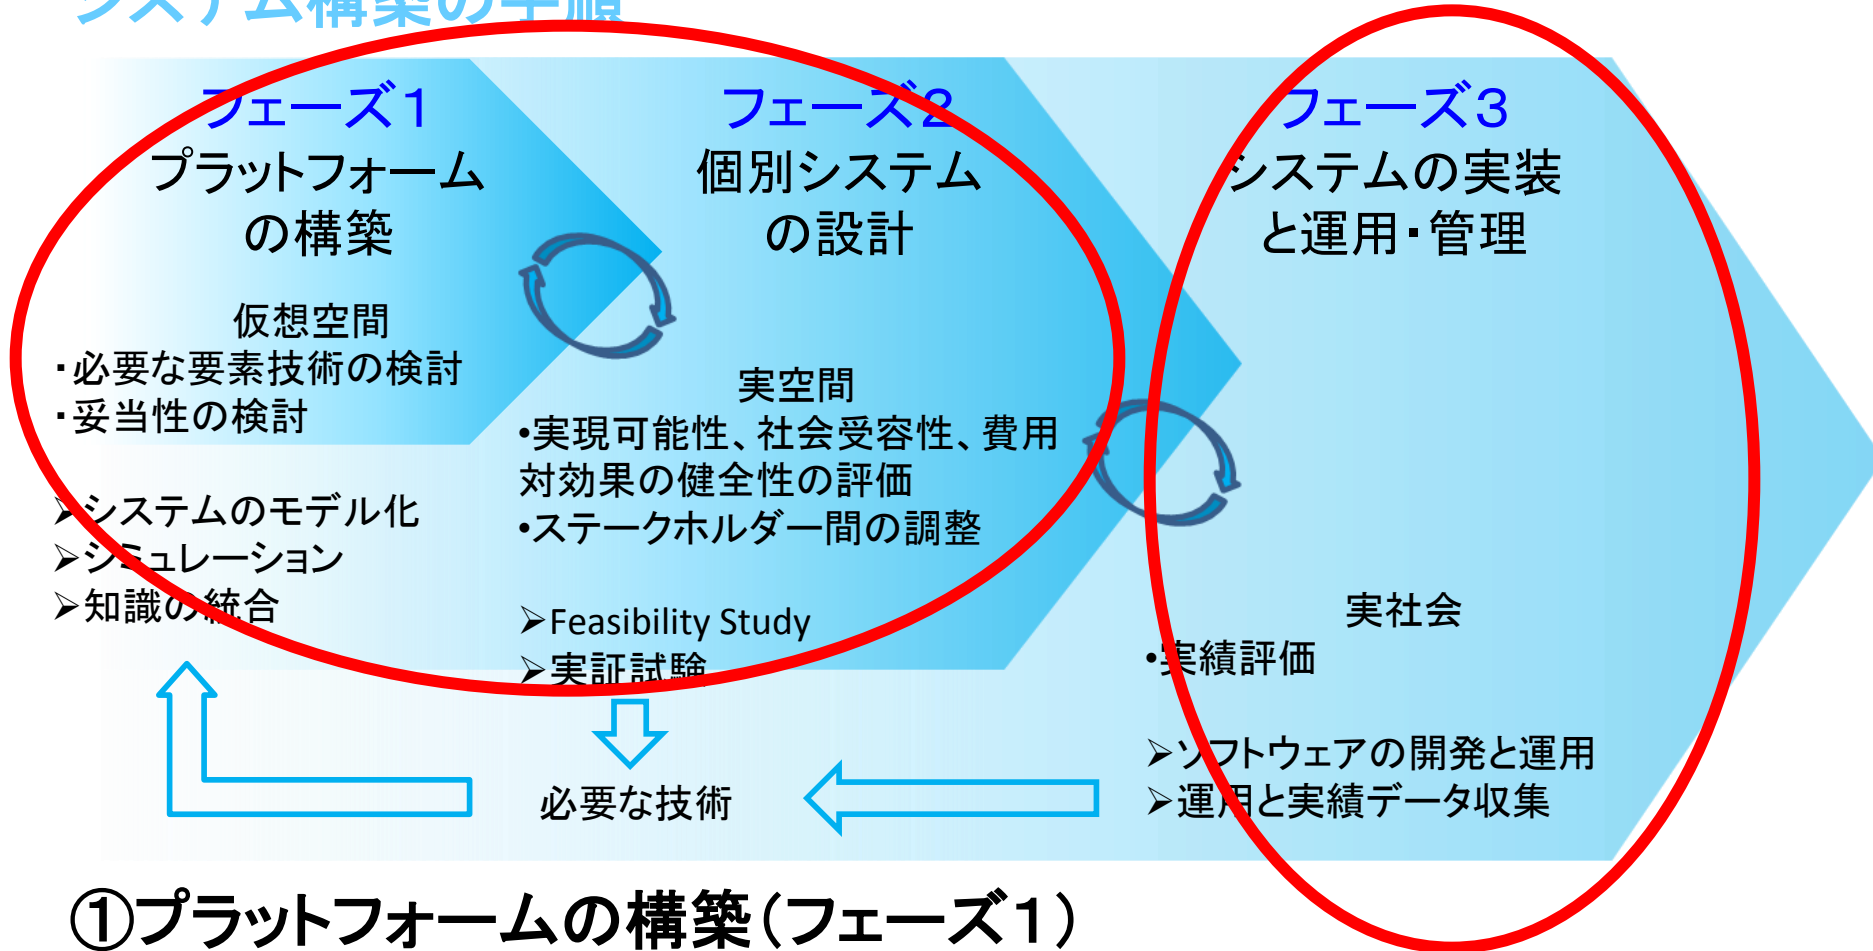 システム構築の手順
フェーズ１
プラットフォーム
の構築
仮想空間
・必要な要素技術の検討
・妥当性の検討
➢システムのモデル化
➢シミュレーション
➢知識の統合
フェーズ２
個別システム
の設計
実空間
•実現可能性、社会受容性、費用
対効果の健全性の評価
•ステークホルダー間の調整
➢Feasibility Study
➢実証試験
フェーズ３
システムの実装
と運用・管理
実社会
•実績評価
➢ソフトウェアの開発と運用
➢運用と実績データ収集
必要な技術
①プラットフォームの構築（フェーズ１）